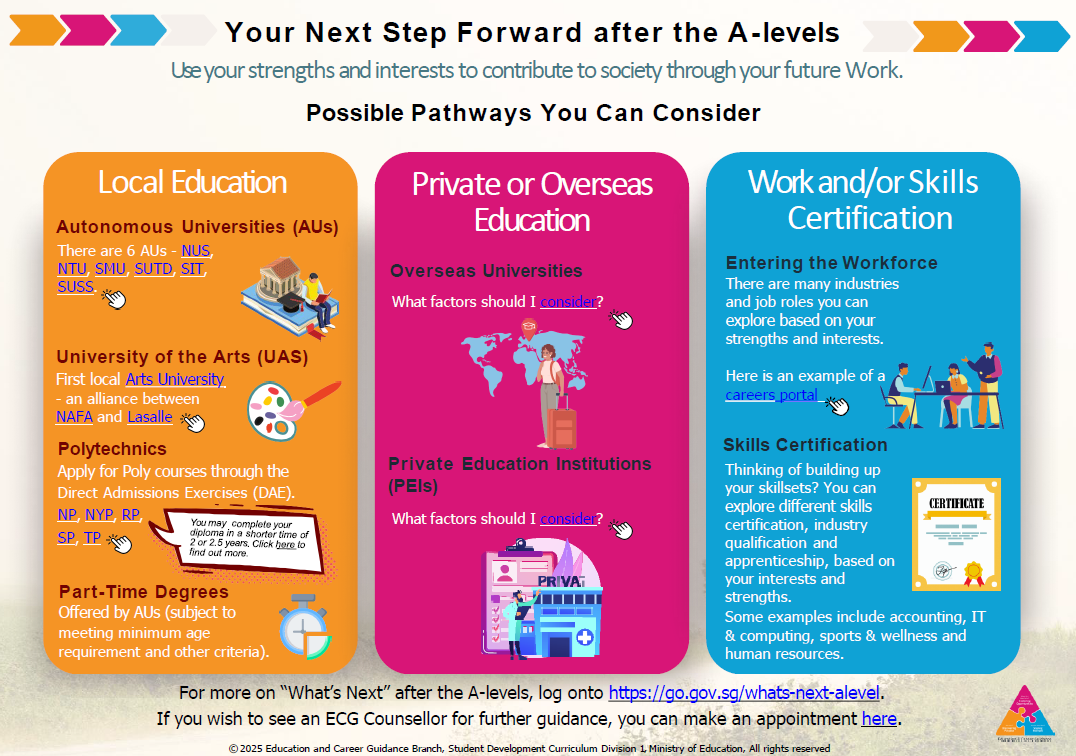 Your Next Step Forward after the A-levels
Use your strengths and interests to contribute to society through your future Work.
Possible Pathways You Can Consider
Local Education
Autonomous Universities (AUs)
There are 6 AUs - NUS,
NTU, SMU, SUTD, SIT,
SUSS.
University of the Arts (UAS)
First local Arts University
- an alliance between
NAFA and Lasalle
Polytechnics
Apply for Poly courses through the
Direct Admissions Exercises (DAE).
NP, NYP, RP,
SP, TP
You may complete your
diploma in a shorter time of
2 or 2.5 years. Click here to
find out more.
Part-Time Degrees
Offered by AUs (subject to
meeting minimum age
requirement and other criteria).
Private or Overseas
Education
Overseas Universities
What factors should I consider?
Private Education Institutions
(PEIs)
What factors should I consider?
PRIVAT
Work and/or Skills
Certification
Entering the Workforce
There are many industries
and job roles you can
explore based on your
strengths and interests.
Here is an example of a
careers portal
Skills Certification
Thinking of building up
your skillsets? You can
explore different skills
certification, industry
qualification and
apprenticeship, based on
your interests and
strengths.
Some examples include accounting, IT
& computing, sports & wellness and
human resources.
CERTIFICATE
For more on “What’s Next” after the A-levels, log onto https://go.gov.sg/whats-next-alevel.
If you wish to see an ECG Counsellor for further guidance, you can make an appointment here.
© 2025 Education and Career Guidance Branch, Student Development Curriculum Division 1, Ministry of Education, All rights reserved